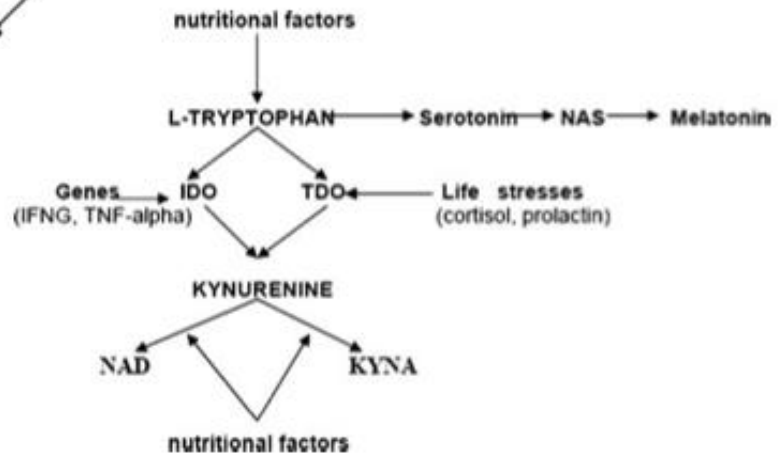 nutritional factors
L-TRYPTOPHAN Serotonin NAS Melatonin
Genes IDO TDO Life stresses
(IFNG, TNF-alpha) (cortisol, prolactin)
KYNURENINE
NAD KYNA
nutritional factors